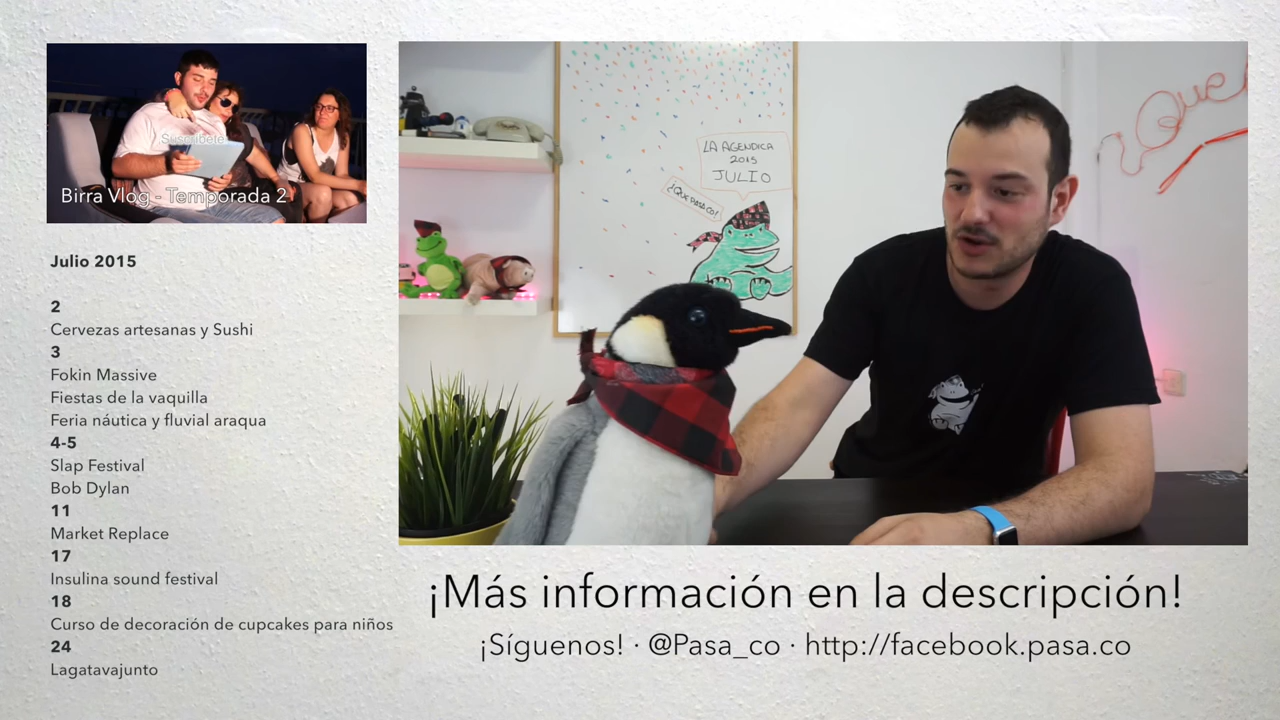 Suscríbete
Birra Vlog - Temporada 2
Julio 2015
2
Cervezas artesanas y Sushi
3
Fokin Massive
Fiestas de la vaquilla
Feria náutica y fluvial araqua
4-5
Slap Festival
Bob Dylan
11
Market Replace
17
Insulina sound festival
18
Curso de decoración de cupcakes para niños
24
Lagatavajunto
LA AGENDICA
2015
JULIO
¡QUE PASA CO!
¡Más información en la descripción!
¡Síguenos! · @Pasa_co · http://facebook.pasa.co